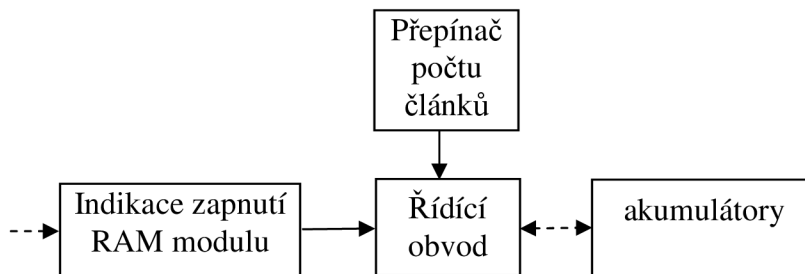 Přepínač
počtu
článků
Indikace zapnutí
RAM modulu
Řídící
obvod
akumulátory